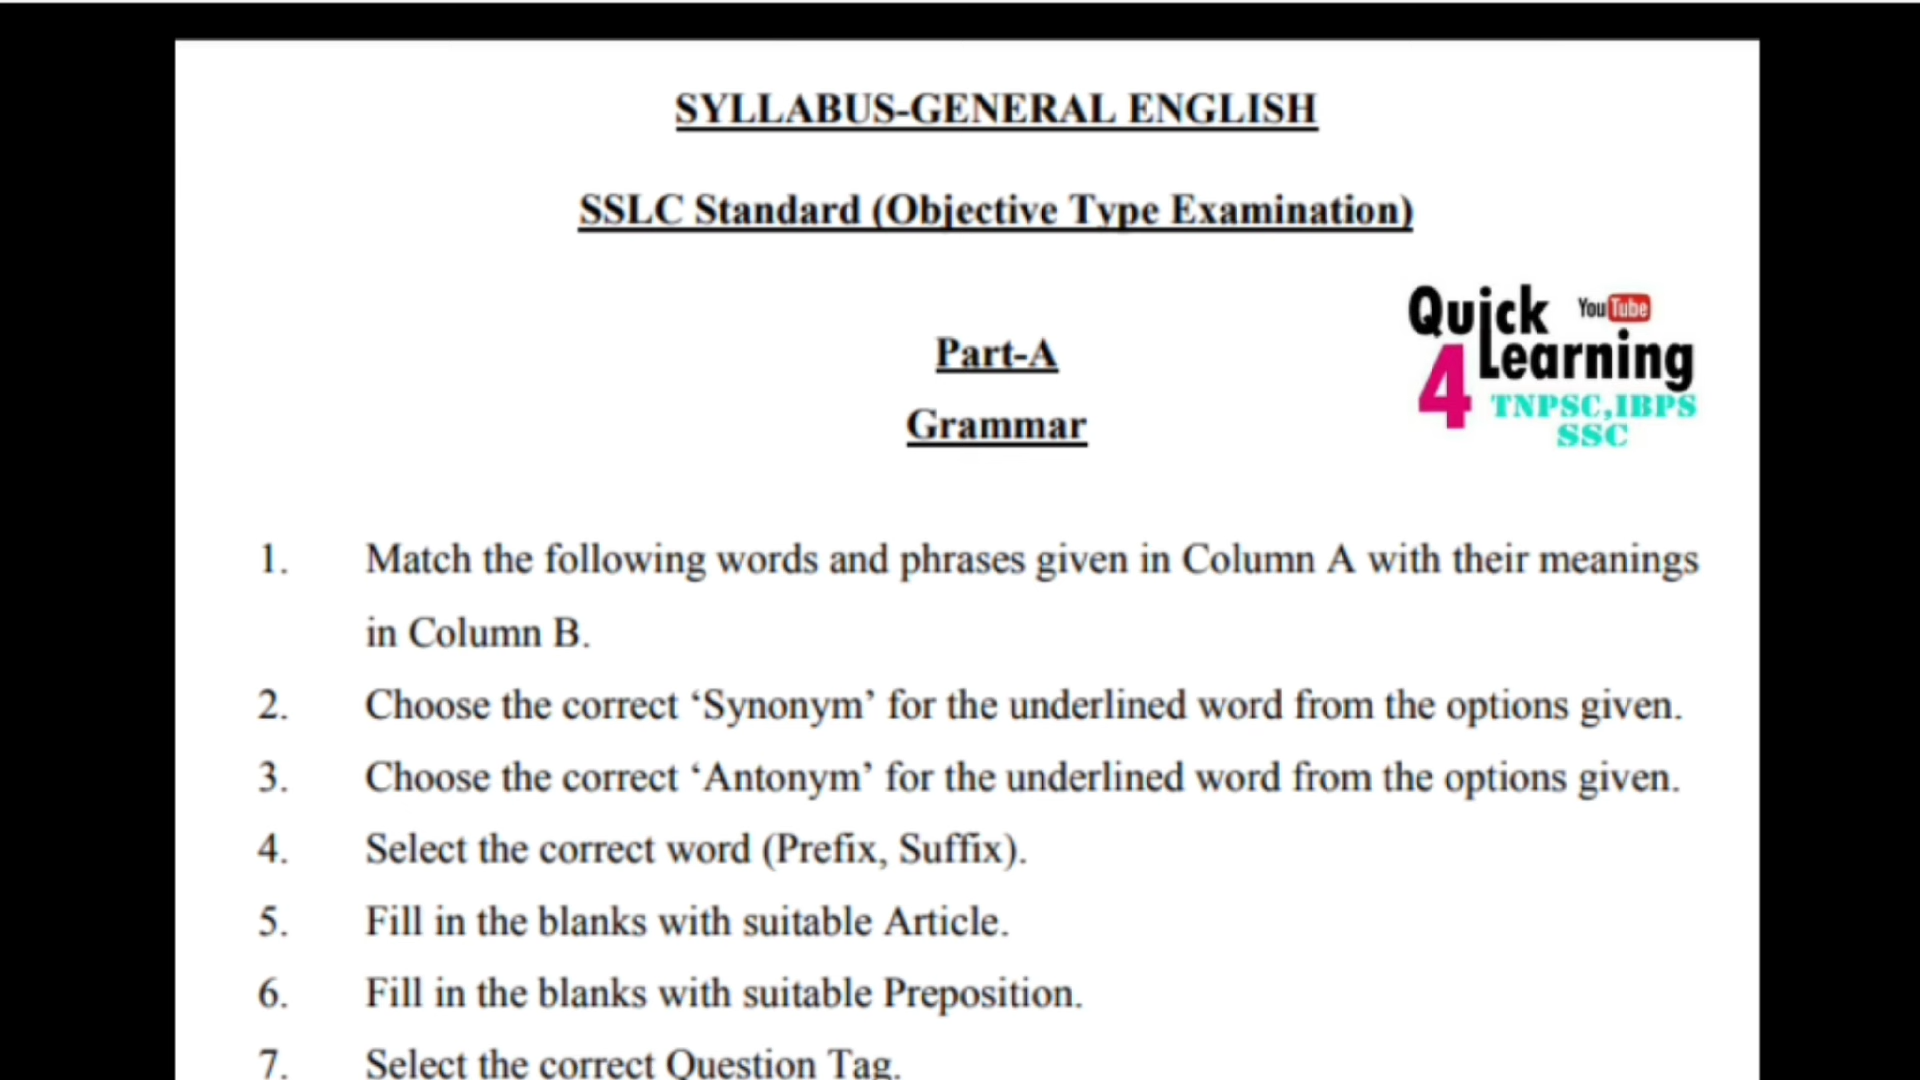 SYLLABUS-GENERAL ENGLISH
SSLC Standard (Objective Type Examination)
Part-A
Grammar
Quick YouTube
4 Learning
TNPSC,IBPS
SSC
1. Match the following words and phrases given in Column A with their meanings
in Column B.
2. Choose the correct ‘Synonym’ for the underlined word from the options given.
3. Choose the correct ‘Antonym’ for the underlined word from the options given.
4. Select the correct word (Prefix, Suffix).
5. Fill in the blanks with suitable Article.
6. Fill in the blanks with suitable Preposition.
7. Select the correct Question Tag.